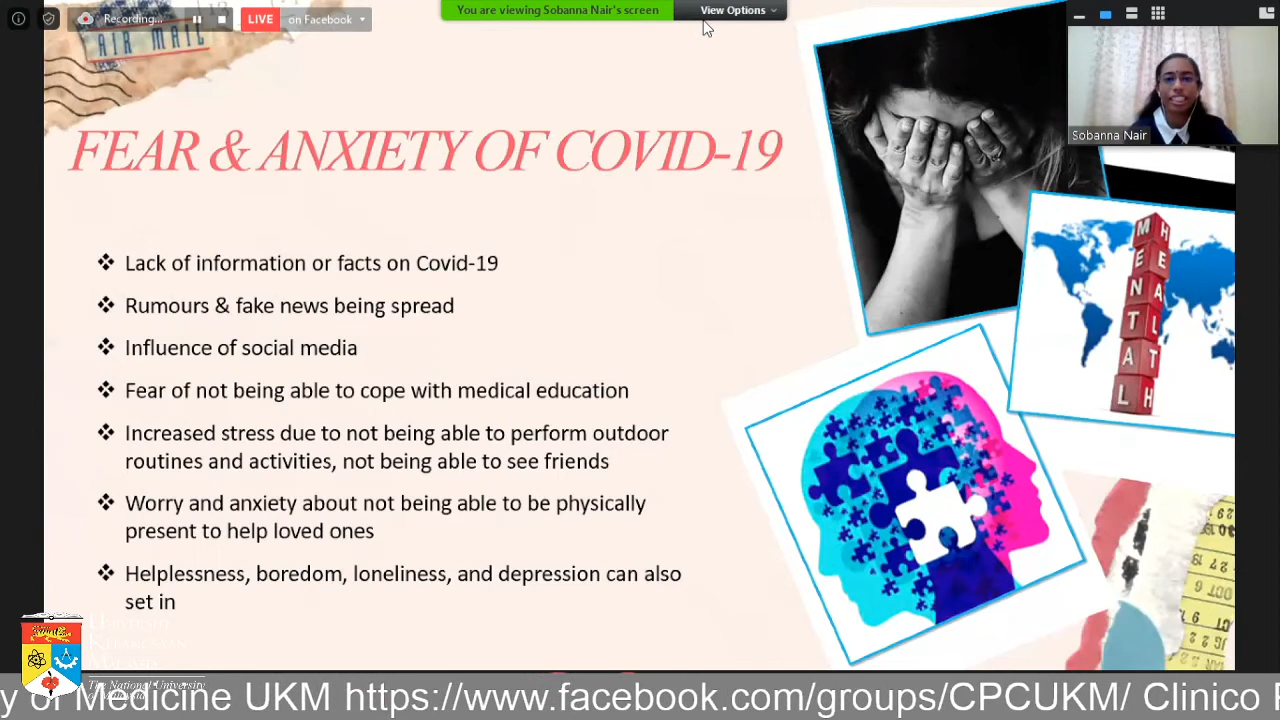 Recording...
LIVE
on Facebook
You are viewing Sobanna Nair's screen
View Options
AIR MAIL
Sobanna Nair
FEAR & ANXIETY OF COVID-19
MENTAL
HEALTH
❖ Lack of information or facts on Covid-19
❖ Rumours & fake news being spread
❖ Influence of social media
❖ Fear of not being able to cope with medical education
❖ Increased stress due to not being able to perform outdoor
routines and activities, not being able to see friends
❖ Worry and anxiety about not being able to be physically
present to help loved ones
❖ Helplessness, boredom, loneliness, and depression can also
set in
The National University
of Malaysia
y of Medicine UKM https://www.facebook.com/groups/CPCUKM/ Clinico